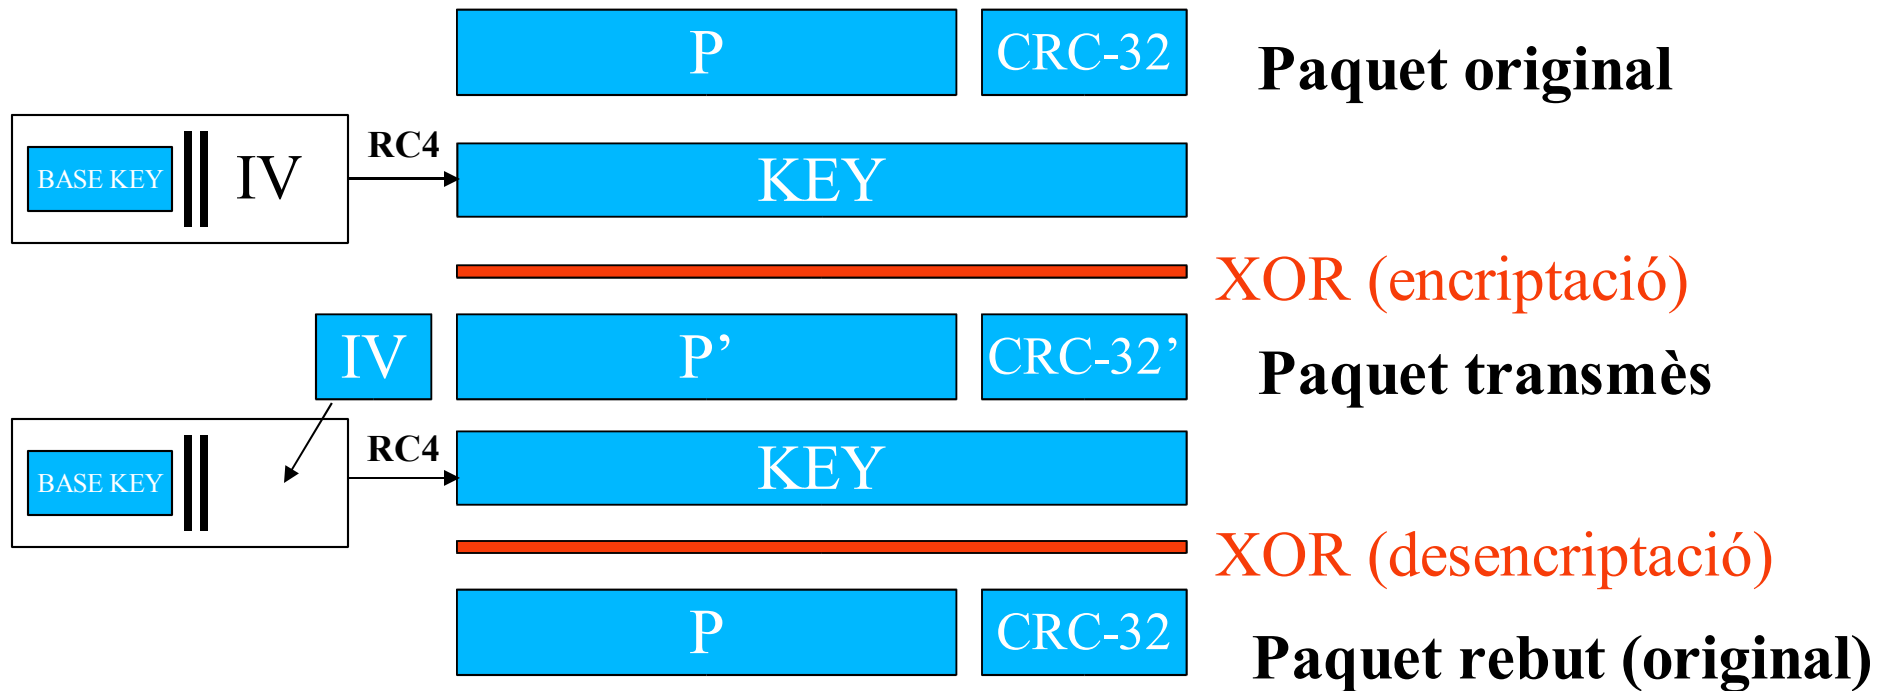 P CRC-32 Paquet original
BASE KEY IV RC4 KEY
XOR (encriptació)
IV P’ CRC-32’ Paquet transmès
BASE KEY RC4 KEY
XOR (desencriptació)
P CRC-32 Paquet rebut (original)